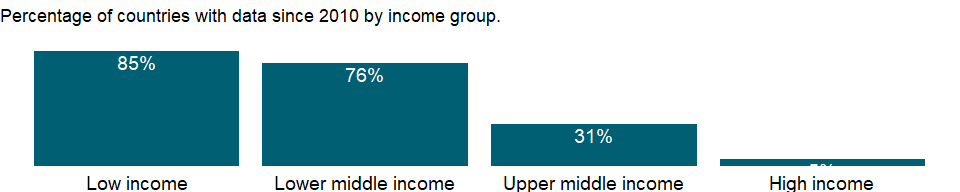 Percentage of countries with data since 2010 by income group.
85%
76%
31%
Low income
Lower middle income
Upper middle income
High income